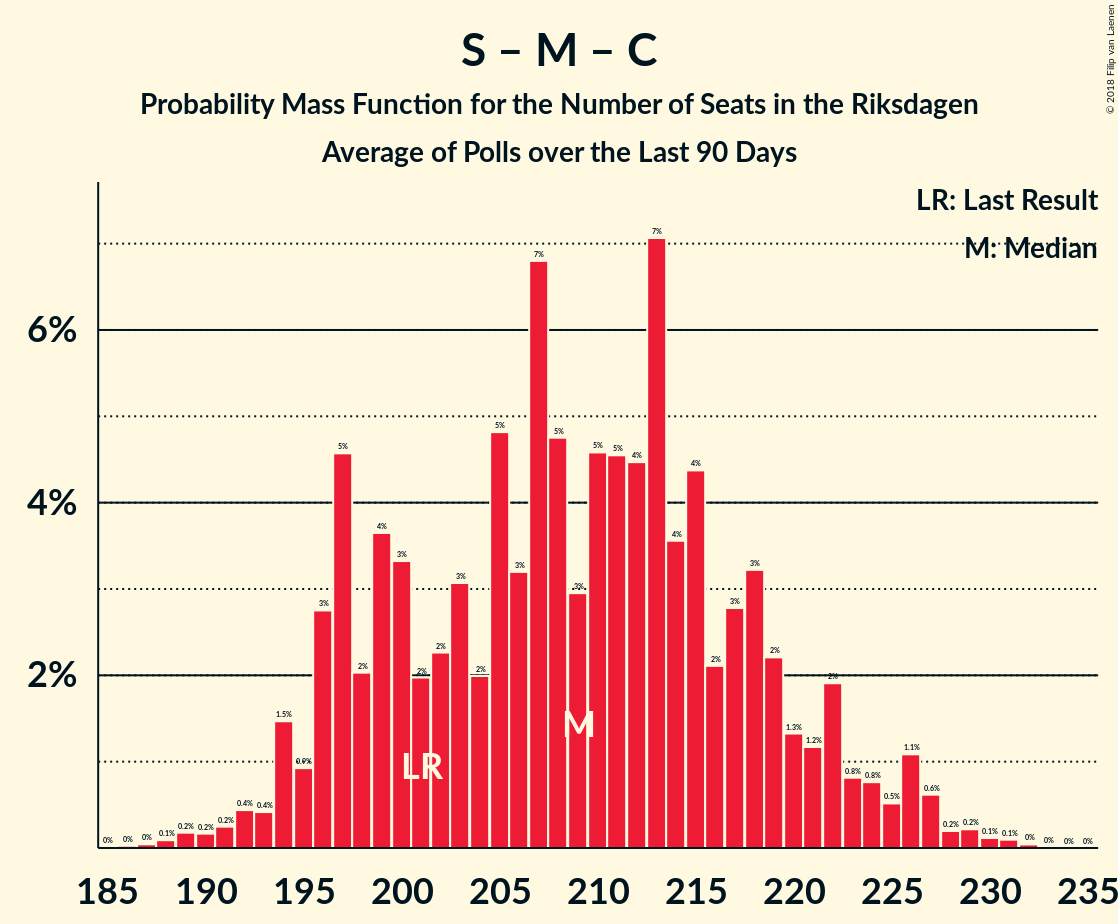 S – M – C
Probability Mass Function for the Number of Seats in the Riksdagen
Average of Polls over the Last 90 Days
© 2018 Filip van Laenen
LR: Last Result
M: Median
6%
4%
2%
0% 0% 0% 0.1% 0.2% 0.2% 0.2% 0.4% 0.4% 1.5% 0.9% 3% 5% 2% 4% 3% 2% 2% 3% 2% 5% 3% 7% 5% 3% 5% 5% 4% 7% 4% 4% 2% 3% 3% 2% 1.3% 1.2% 2% 0.8% 0.8% 0.5% 1.1% 0.6% 0.2% 0.2% 0.1% 0.1% 0% 0% 0% 0%
M
LR
185 190 195 200 205 210 215 220 225 230 235